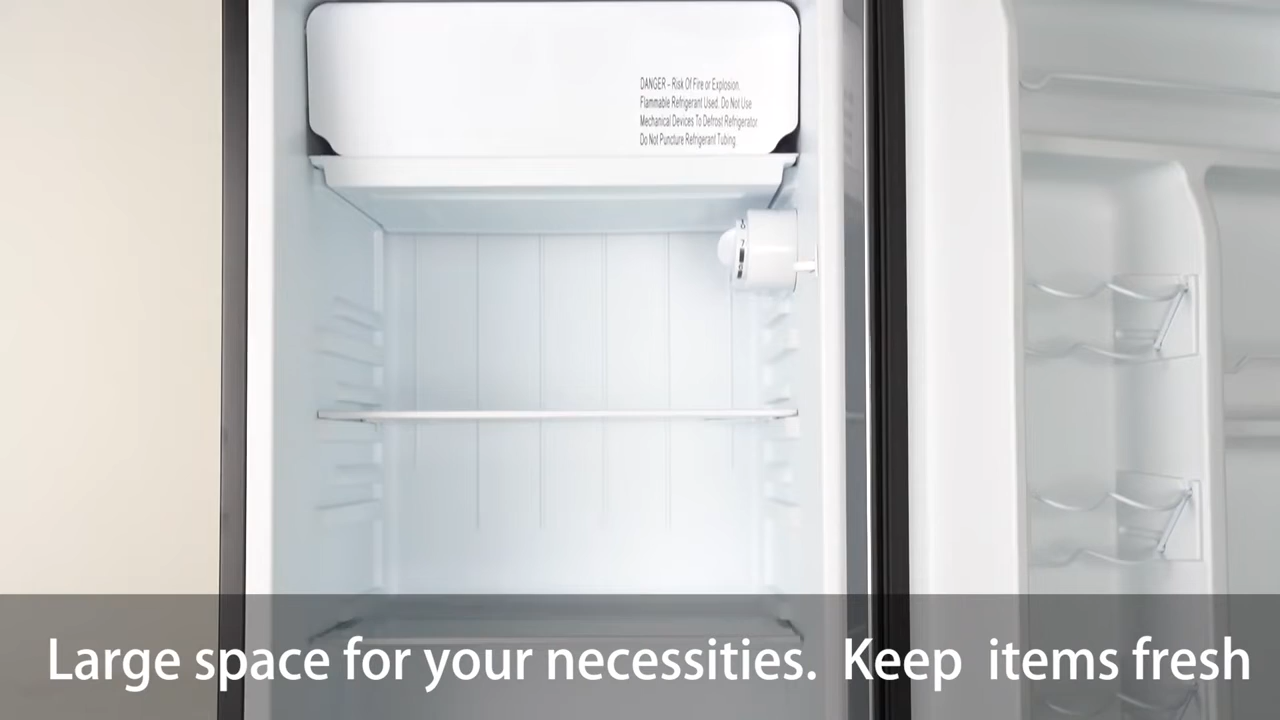 DANGER – Risk Of Fire or Explosion.
Flammable Refrigerant Used. Do Not Use
Mechanical Devices To Defrost Refrigerator
Do Not Puncture Refrigerant Tubing.
Large space for your necessities. Keep items fresh